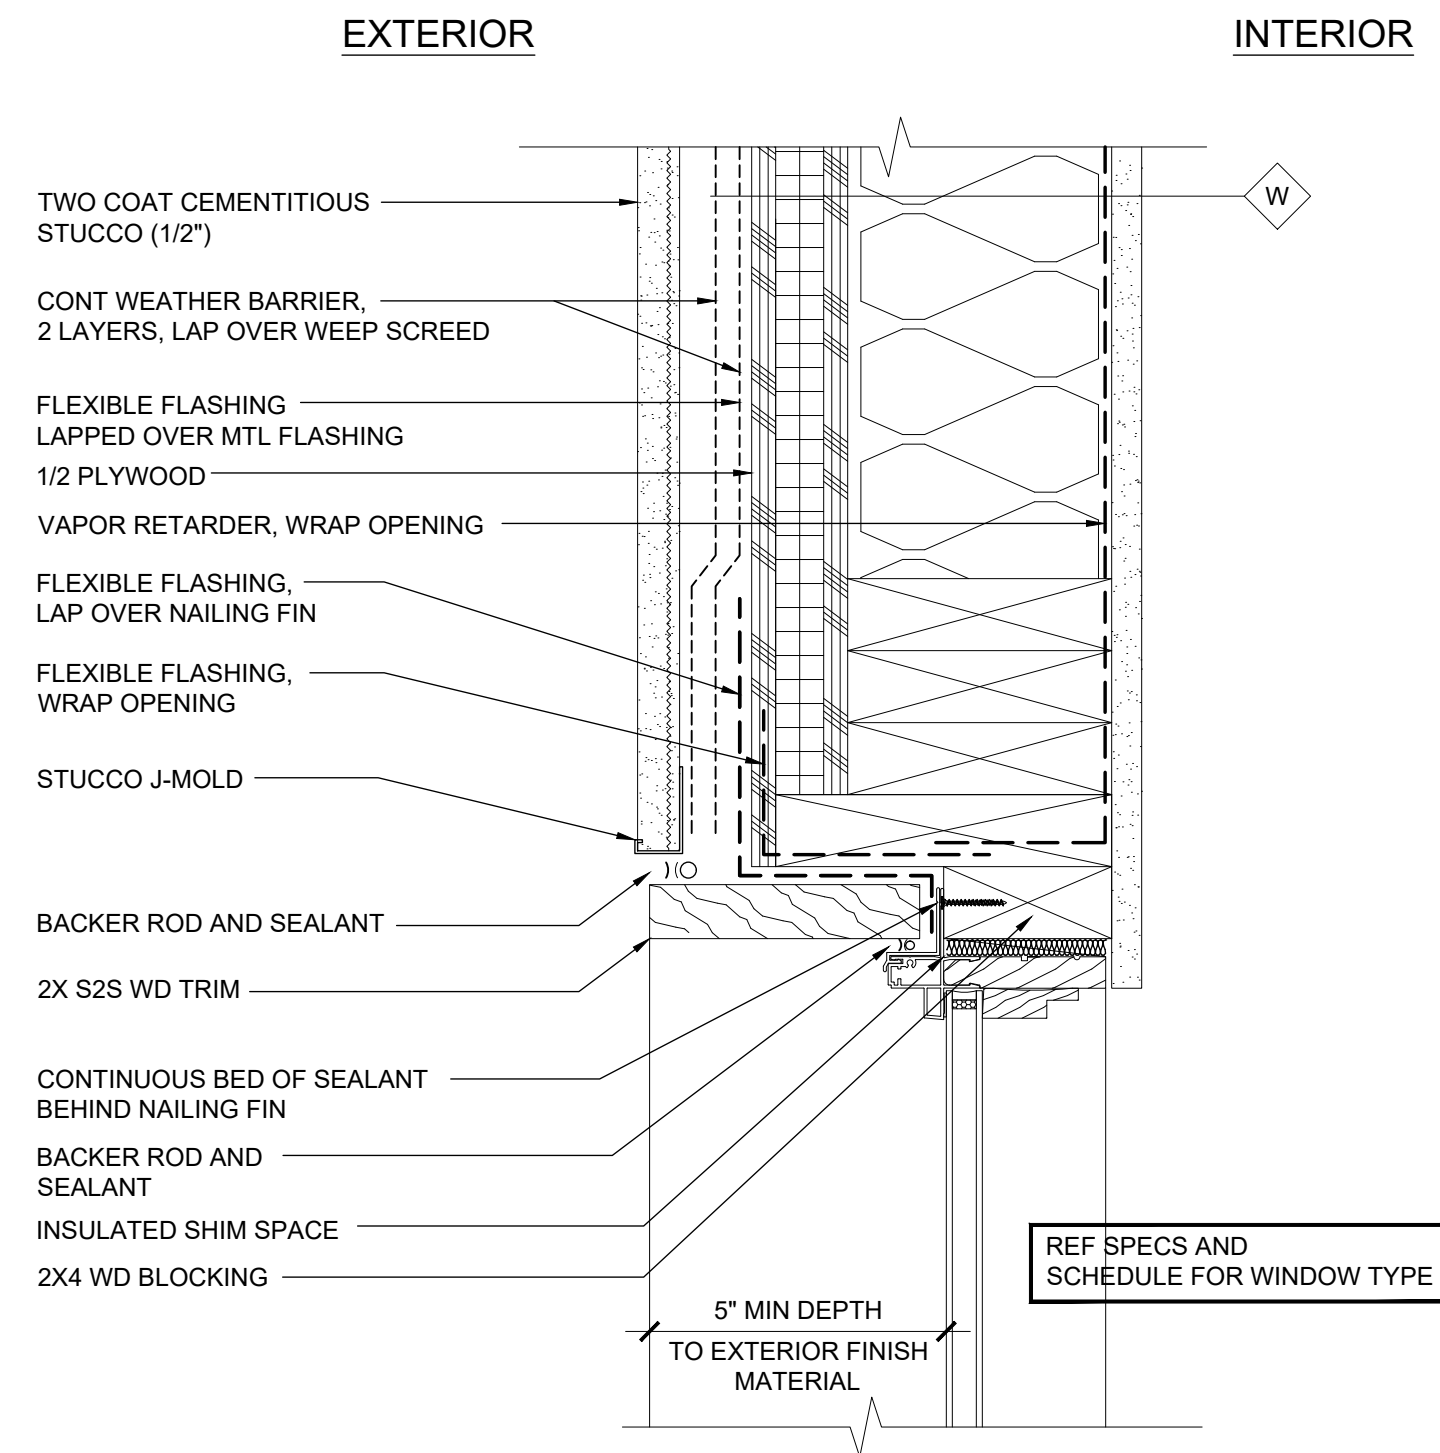 EXTERIOR
INTERIOR
W
TWO COAT CEMENTITIOUS
STUCCO (1/2")
CONT WEATHER BARRIER,
2 LAYERS, LAP OVER WEEP SCREED
FLEXIBLE FLASHING
LAPPED OVER MTL FLASHING
1/2 PLYWOOD
VAPOR RETARDER, WRAP OPENING
FLEXIBLE FLASHING,
LAP OVER NAILING FIN
FLEXIBLE FLASHING,
WRAP OPENING
STUCCO J-MOLD
BACKER ROD AND SEALANT
2X S2S WD TRIM
CONTINUOUS BED OF SEALANT
BEHIND NAILING FIN
BACKER ROD AND
SEALANT
INSULATED SHIM SPACE
2X4 WD BLOCKING
REF SPECS AND
SCHEDULE FOR WINDOW TYPE
5" MIN DEPTH
TO EXTERIOR FINISH
MATERIAL